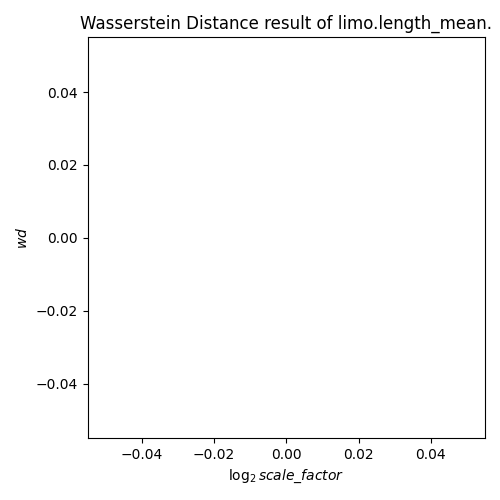 Wasserstein Distance result of limo.length_mean.
0.04
0.02
0.00
−0.02
−0.04
wd
−0.04 −0.02 0.00 0.02 0.04
log₂ scale_factor